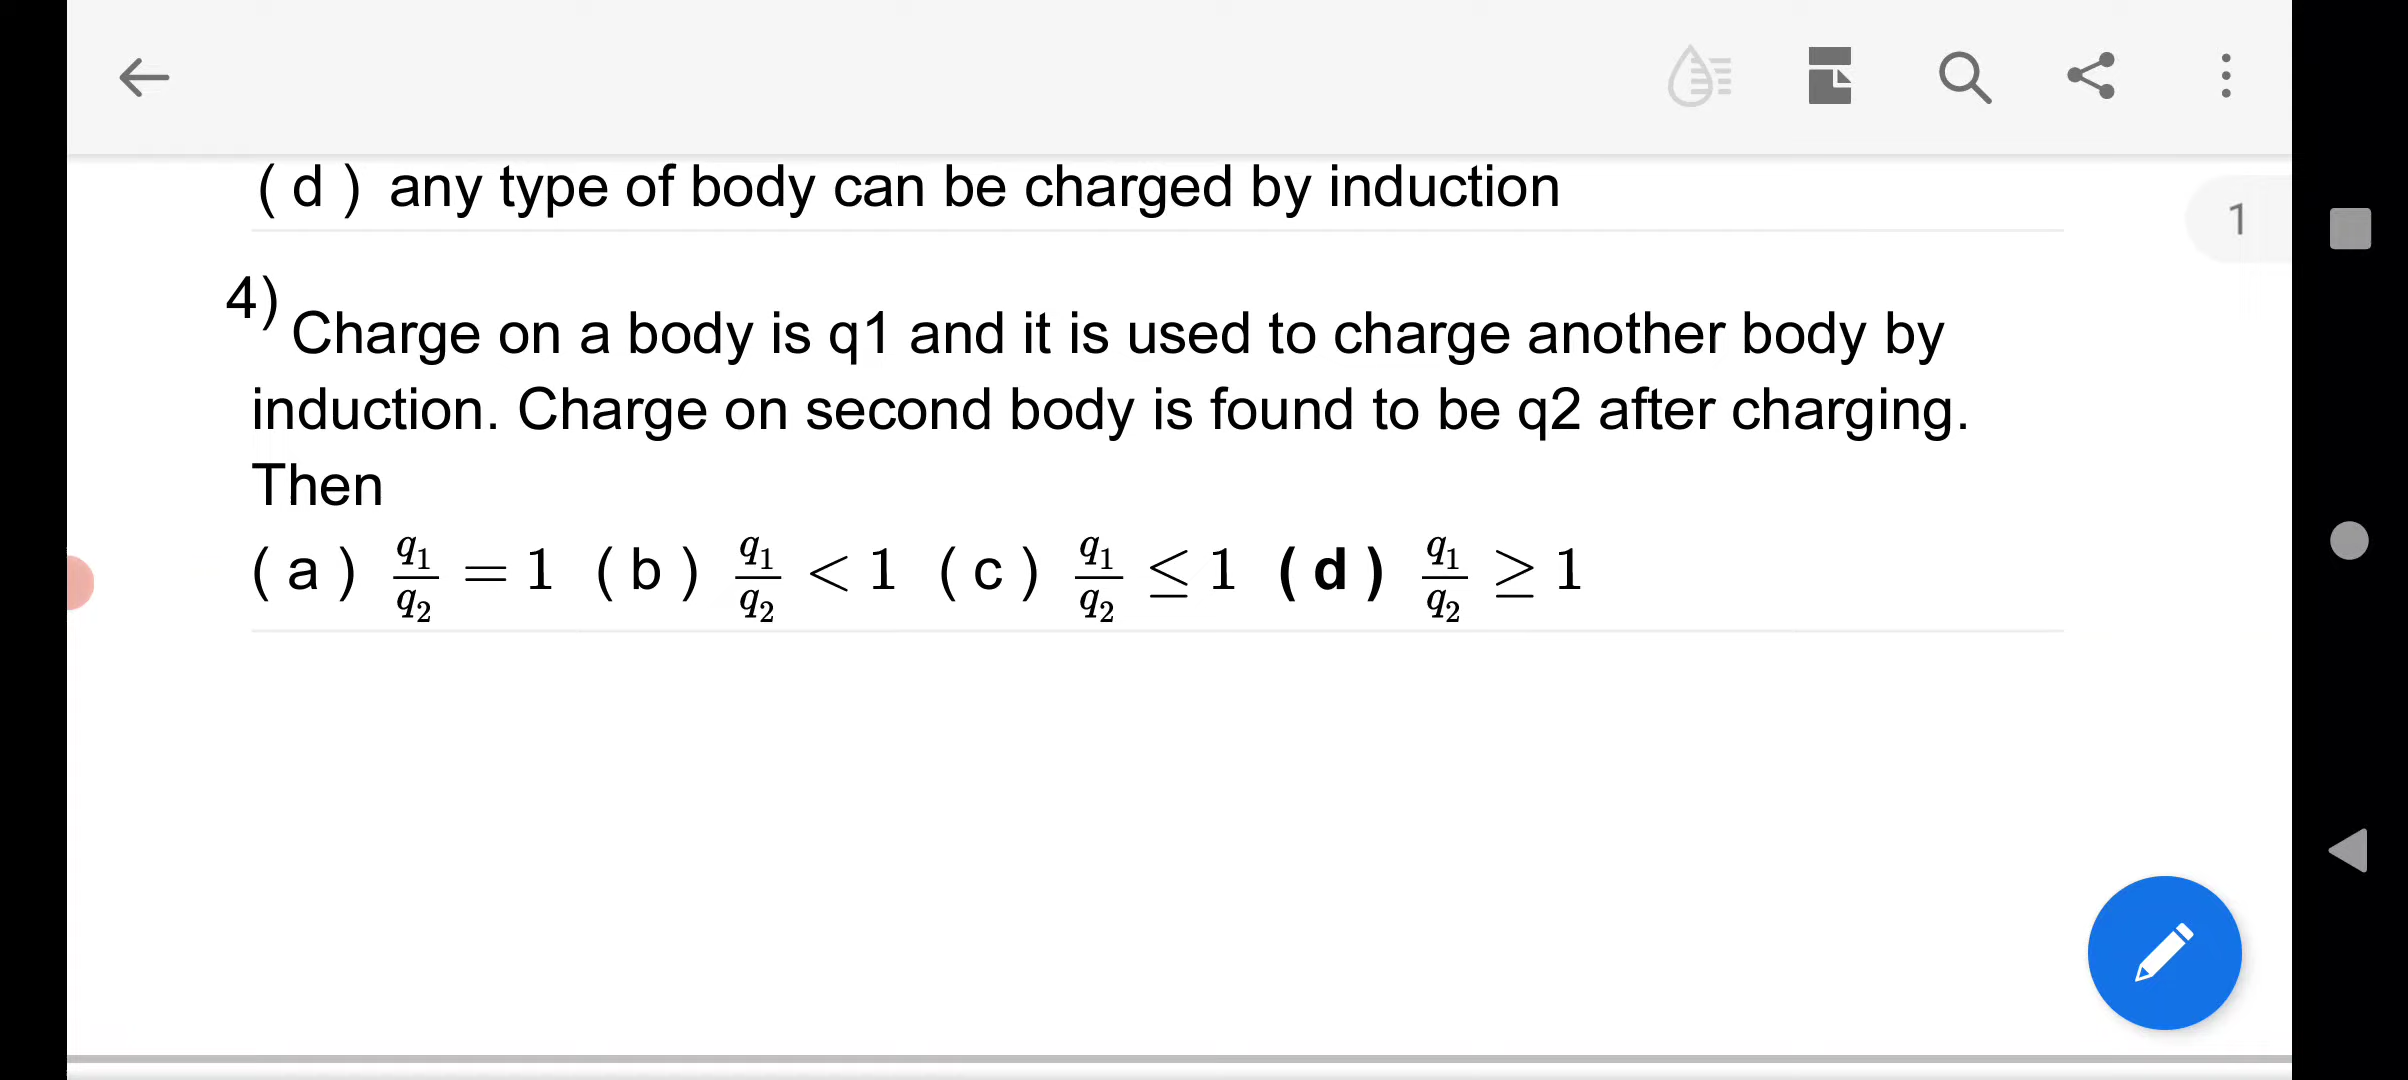 ( d ) any type of body can be charged by induction
1
4)
Charge on a body is q1 and it is used to charge another body by
induction. Charge on second body is found to be q2 after charging.
Then
( a ) q₁/q₂ = 1 ( b ) q₁/q₂ < 1 ( c ) q₁/q₂ ≤ 1 ( d ) q₁/q₂ ≥ 1